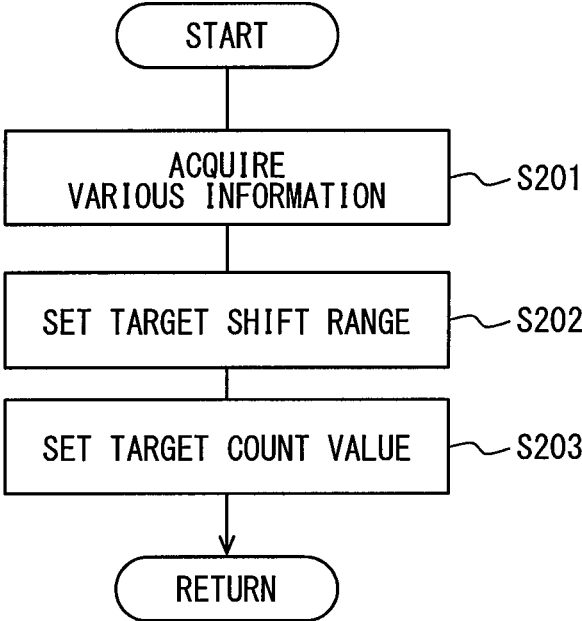 START
ACQUIRE
VARIOUS INFORMATION
S201
SET TARGET SHIFT RANGE
S202
SET TARGET COUNT VALUE
S203
RETURN